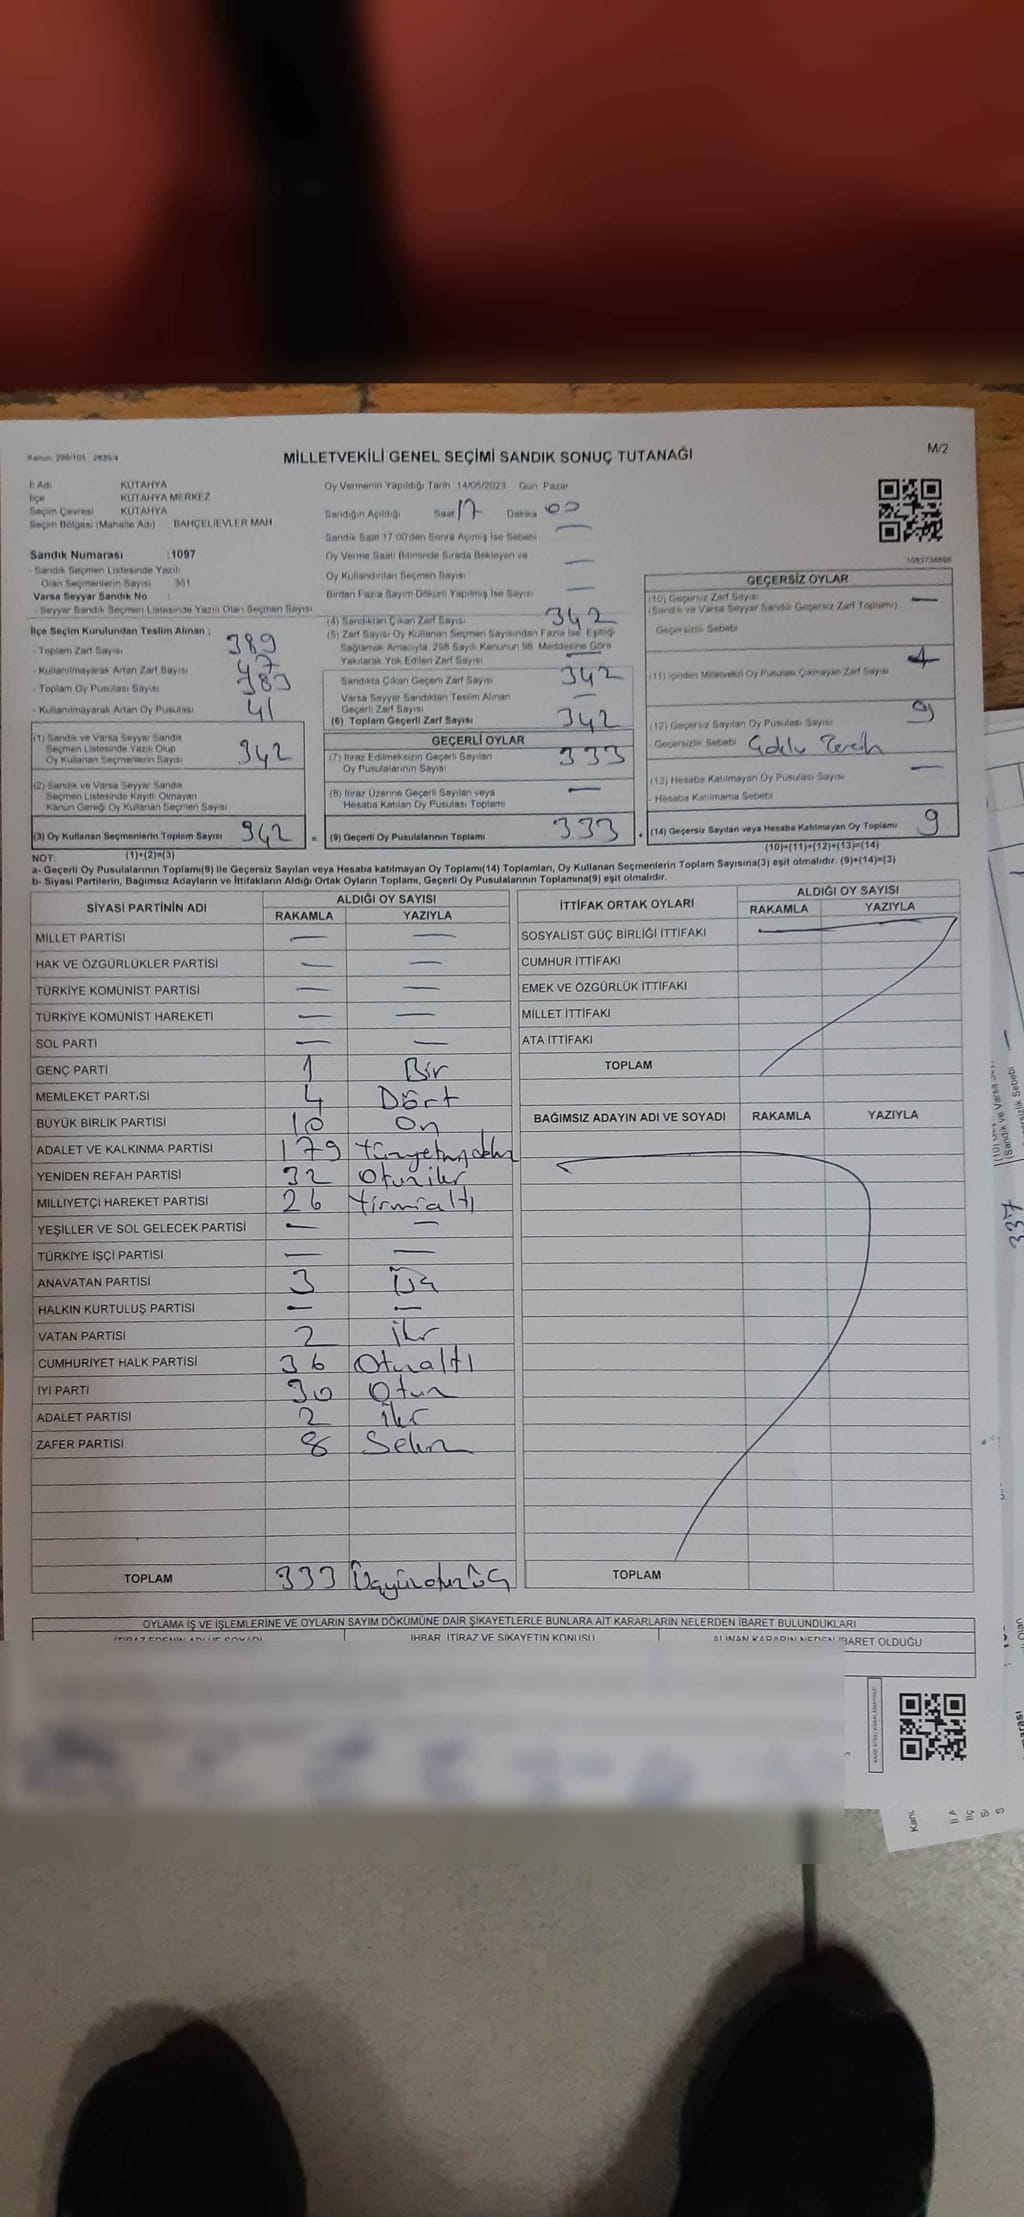 Kanun: 298/105 2839/4
MİLLETVEKİLİ GENEL SEÇİMİ SANDIK SONUÇ TUTANAĞI
M/2
İl Adı KÜTAHYA
İlçe KÜTAHYA MERKEZ
Seçim Çevresi KÜTAHYA
Seçim Bölgesi (Mahalle Adı) BAHÇELİEVLER MAH
Sandık Numarası :1097
- Sandık Seçmen Listesinde Yazılı
Olan Seçmenlerin Sayısı 381
Varsa Seyyar Sandık No :
- Seyyar Sandık Seçmen Listesinde Yazılı Olan Seçmen Sayısı
İlçe Seçim Kurulundan Teslim Alınan ;
- Toplam Zarf Sayısı 389
- Kullanılmayarak Artan Zarf Sayısı 47
- Toplam Oy Pusulası Sayısı 383
- Kullanılmayarak Artan Oy Pusulası 41
(1) Sandık ve Varsa Seyyar Sandık
Seçmen Listesinde Yazılı Olup
Oy Kullanan Seçmenlerin Sayısı 342
(2) Sandık ve Varsa Seyyar Sandık
Seçmen Listesinde Kayıtlı Olmayan
Kanun Gereği Oy Kullanan Seçmen Sayısı
(3) Oy Kullanan Seçmenlerin Toplam Sayısı 342 =
Oy Vermenin Yapıldığı Tarih 14/05/2023 Gün Pazar
Sandığın Açıldığı Saat 17 Dakika 00
Sandık Saat 17:00'den Sonra Açımış İse Sebebi —
Oy Verme Saati Bitiminde Sırada Bekleyen ve
Oy Kullandırılan Seçmen Sayısı —
Birden Fazla Sayım Döküm Yapılmış İse Sayısı —
(4) Sandıktan Çıkan Zarf Sayısı 342
(5) Zarf Sayısı Oy Kullanan Seçmen Sayısından Fazla İse, Eşitliği
Sağlamak Amacıyla, 298 Sayılı Kanunun 98. Maddesine Göre
Yakılarak Yok Edilen Zarf Sayısı —
Sandıkta Çıkan Geçerli Zarf Sayısı 342
Varsa Seyyar Sandıktan Teslim Alınan
Geçerli Zarf Sayısı —
(6) Toplam Geçerli Zarf Sayısı 342
GEÇERLİ OYLAR
(7) İtiraz Edilmeksizin Geçerli Sayılan
Oy Pusulalarının Sayısı 333
(8) İtiraz Üzerine Geçerli Sayılan veya
Hesaba Katılan Oy Pusulası Toplamı —
(9) Geçerli Oy Pusulalarının Toplamı 333 +
GEÇERSİZ OYLAR
(10) Geçersiz Zarf Sayısı —
(Sandık ve Varsa Seyyar Sandık Geçersiz Zarf Toplamı)
Geçersizlik Sebebi
(11) İçinden Milletvekili Oy Pusulası Çıkmayan Zarf Sayısı
(12) Geçersiz Sayılan Oy Pusulası Sayısı 9
- Geçersizlik Sebebi Çoklu Tercih
(13) Hesaba Katılmayan Oy Pusulası Sayısı —
- Hesaba Katılmama Sebebi
(14) Geçersiz Sayılan veya Hesaba Katılmayan Oy Toplamı 9
(10)+(11)+(12)+(13)=(14)
NOT: (1)+(2)=(3)
a- Geçerli Oy Pusulalarının Toplamı(9) ile Geçersiz Sayılan veya Hesaba katılmayan Oy Toplamı(14) Toplamları, Oy Kullanan Seçmenlerin Toplam Sayısına(3) eşit olmalıdır. (9)+(14)=(3)
b- Siyasi Partilerin, Bağımsız Adayların ve İttifakların Aldığı Ortak Oyların Toplamı, Geçerli Oy Pusulalarının Toplamına(9) eşit olmalıdır.
SİYASİ PARTİNİN ADI ALDIĞI OY SAYISI
RAKAMLA YAZIYLA
MİLLET PARTİSİ — —
HAK VE ÖZGÜRLÜKLER PARTİSİ — —
TÜRKİYE KOMÜNİST PARTİSİ — —
TÜRKİYE KOMÜNİST HAREKETİ — —
SOL PARTİ — —
GENÇ PARTİ 1 Bir
MEMLEKET PARTİSİ 4 Dört
BÜYÜK BİRLİK PARTİSİ 10 On
ADALET VE KALKINMA PARTİSİ 179
YENİDEN REFAH PARTİSİ 32 Otuziki
MİLLİYETÇİ HAREKET PARTİSİ 26 Yirmialtı
YEŞİLLER VE SOL GELECEK PARTİSİ — —
TÜRKİYE İŞÇİ PARTİSİ — —
ANAVATAN PARTİSİ 3 Üç
HALKIN KURTULUŞ PARTİSİ — —
VATAN PARTİSİ 2 iki
CUMHURİYET HALK PARTİSİ 36 Otuzaltı
İYİ PARTİ 30 Otuz
ADALET PARTİSİ 2 iki
ZAFER PARTİSİ 8 Sekiz
TOPLAM 333 Üçyüzotuzüç
İTTİFAK ORTAK OYLARI ALDIĞI OY SAYISI
RAKAMLA YAZIYLA
SOSYALİST GÜÇ BİRLİĞİ İTTİFAKI
CUMHUR İTTİFAKI
EMEK VE ÖZGÜRLÜK İTTİFAKI
MİLLET İTTİFAKI
ATA İTTİFAKI
TOPLAM
BAĞIMSIZ ADAYIN ADI VE SOYADI RAKAMLA YAZIYLA
TOPLAM
OYLAMA İŞ VE İŞLEMLERİNE VE OYLARIN SAYIM DÖKÜMÜNE DAİR ŞİKAYETLERLE BUNLARA AİT KARARLARIN NELERDEN İBARET BULUNDUKLARI
İTİRAZ EDENİN ADI VE SOYADI İHBAR, İTİRAZ VE ŞİKAYETİN KONUSU ALINAN KARARIN NEDEN İBARET OLDUĞU
337